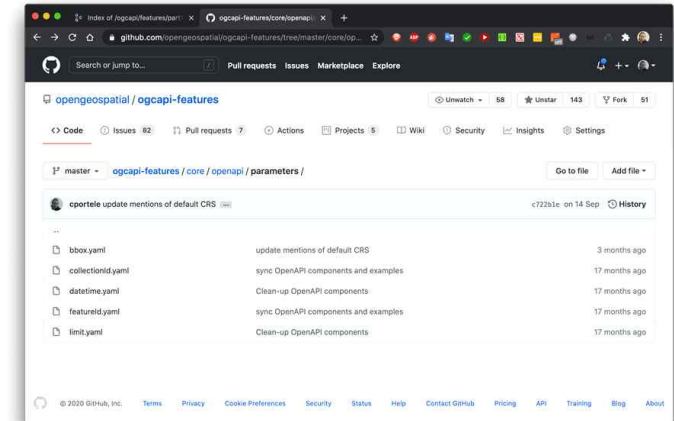 Index of /ogcapi/features/part
ogcapi-features/core/openapi
github.com/opengeospatial/ogcapi-features/tree/master/core/op...
ABP
Search or jump to...
/
Pull requests Issues Marketplace Explore
opengeospatial / ogcapi-features
Unwatch 58
Unstar 143
Fork 51
Code
Issues 82
Pull requests 7
Actions
Projects 5
Wiki
Security
Insights
Settings
master
ogcapi-features / core / openapi / parameters /
Go to file
Add file
cportele update mentions of default CRS ...
c722b1e on 14 Sep
History
..
bbox.yaml update mentions of default CRS 3 months ago
collectionId.yaml sync OpenAPI components and examples 17 months ago
datetime.yaml Clean-up OpenAPI components 17 months ago
featureId.yaml sync OpenAPI components and examples 17 months ago
limit.yaml Clean-up OpenAPI components 17 months ago
© 2020 GitHub, Inc. Terms Privacy Cookie Preferences Security Status Help Contact GitHub Pricing API Training Blog About